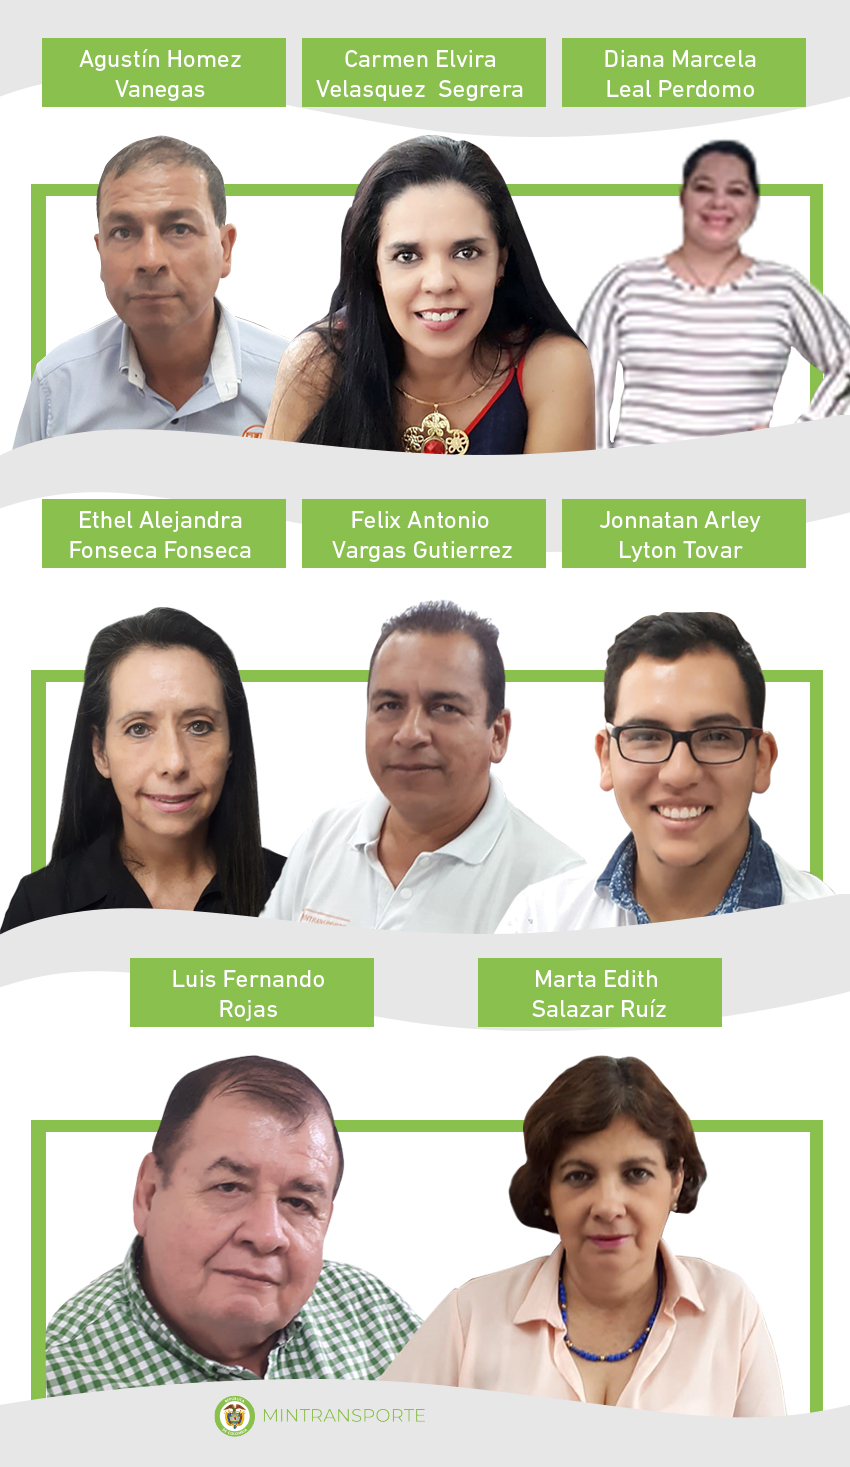 Agustín Homez
Vanegas
Carmen Elvira
Velasquez  Segrera
Diana Marcela
Leal Perdomo
Ethel Alejandra
Fonseca Fonseca
Felix Antonio
Vargas Gutierrez
Jonnatan Arley
Lyton Tovar
Luis Fernando
Rojas
Marta Edith
Salazar Ruíz
MINTRANSPORTE